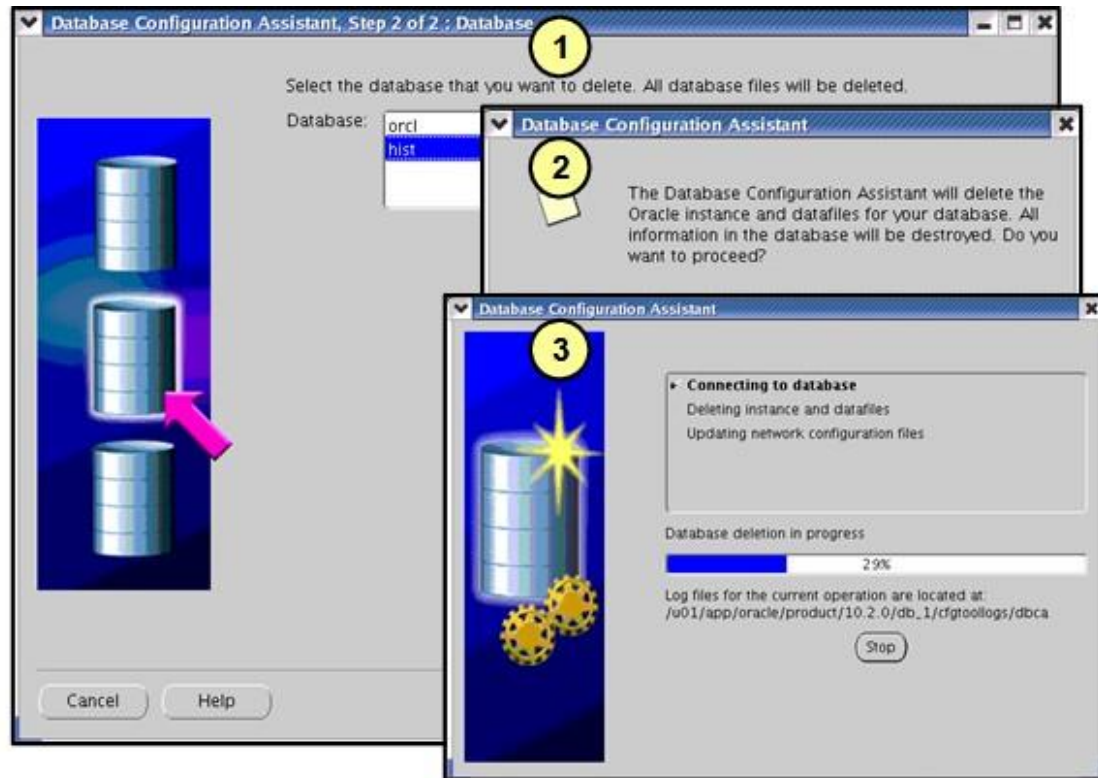 Database Configuration Assistant, Step 2 of 2 : Database
1
Select the database that you want to delete. All database files will be deleted.
Database:
orcl
hist
Database Configuration Assistant
2
The Database Configuration Assistant will delete the
Oracle instance and datafiles for your database. All
information in the database will be destroyed. Do you
want to proceed?
Database Configuration Assistant
3
Connecting to database
Deleting instance and datafiles
Updating network configuration files
Database deletion in progress
29%
Log files for the current operation are located at:
/u01/app/oracle/product/10.2.0/db_1/cfgtoollogs/dbca
Stop
Cancel
Help